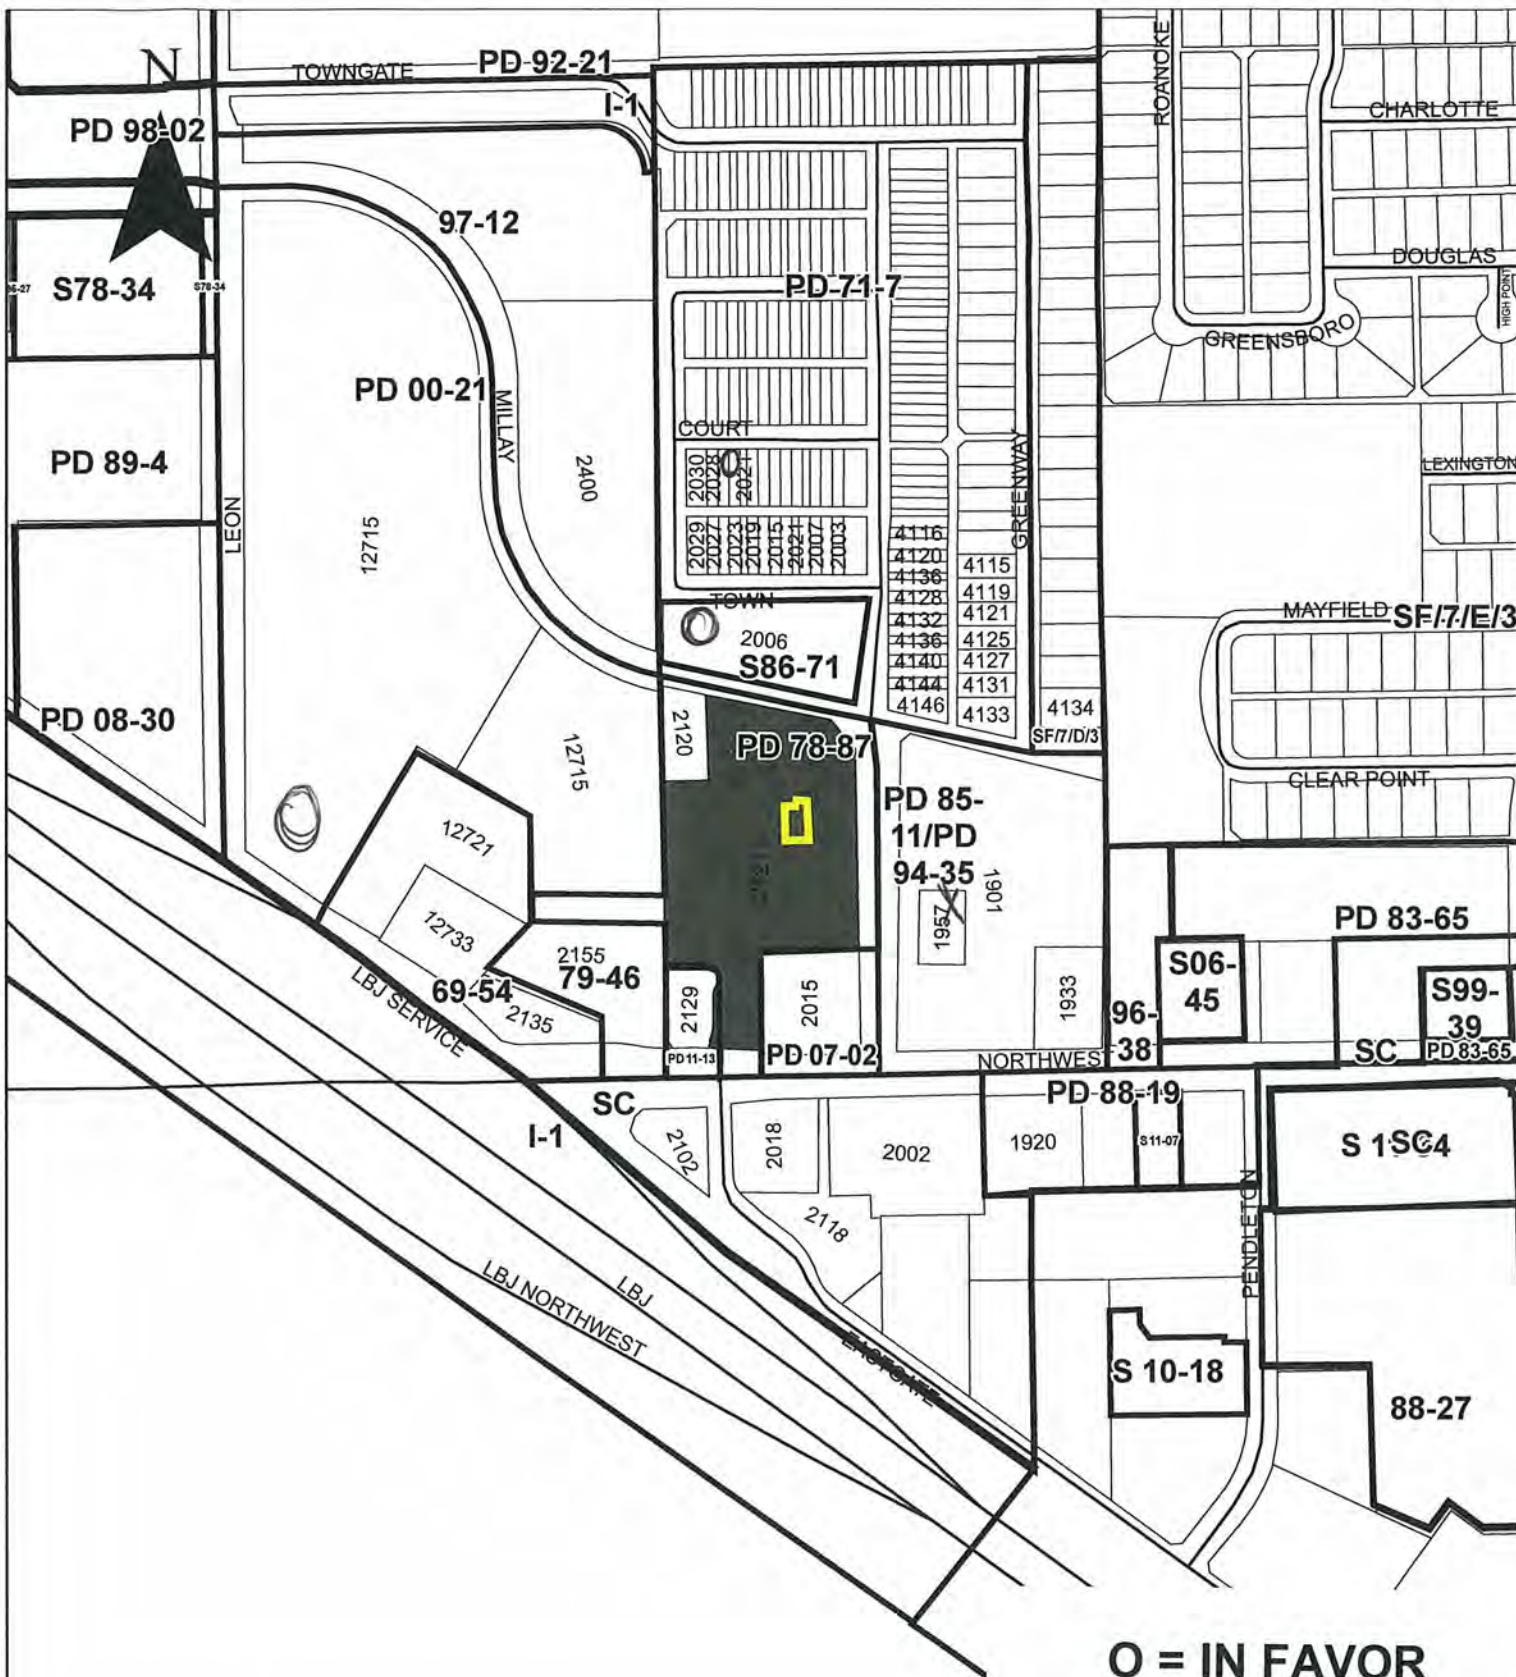 N
TOWNGATE
PD 92-21
I-1
ROANOKE
CHARLOTTE
PD 98-02
97-12
DOUGLAS
HIGH POINT
S78-34
S78-34
PD 71-7
GREENSBORO
PD 00-21
MILLAY
COURT
GREENWAY
PD 89-4
LEXINGTON
LEON
12715
2400
2030
2028
2021
2029
2027
2023
2019
2015
2021
2007
2003
4116
4120
4136
4128
4132
4136
4140
4144
4146
4115
4119
4121
4125
4127
4131
4133
4134
SF/7/D/3
TOWN
2006
S86-71
MAYFIELD
SF/7/E/3
PD 08-30
12715
2120
PD 78-87
CLEAR POINT
PD 85-
11/PD
94-35
1901
1957
12721
12733
2155
79-46
69-54
2135
LBJ SERVICE
2129
2015
1933
PD 11-13
PD 07-02
NORTHWES
96-
38
S06-
45
PD 83-65
S99-
39
SC
PD 83-65
SC
I-1
2102
2018
2002
2118
PD 88-19
1920
S 11-07
PENDLETON
SC
LBJ NORTHWEST
LBJ
EASTGATE
S 10-18
88-27
O = IN FAVOR